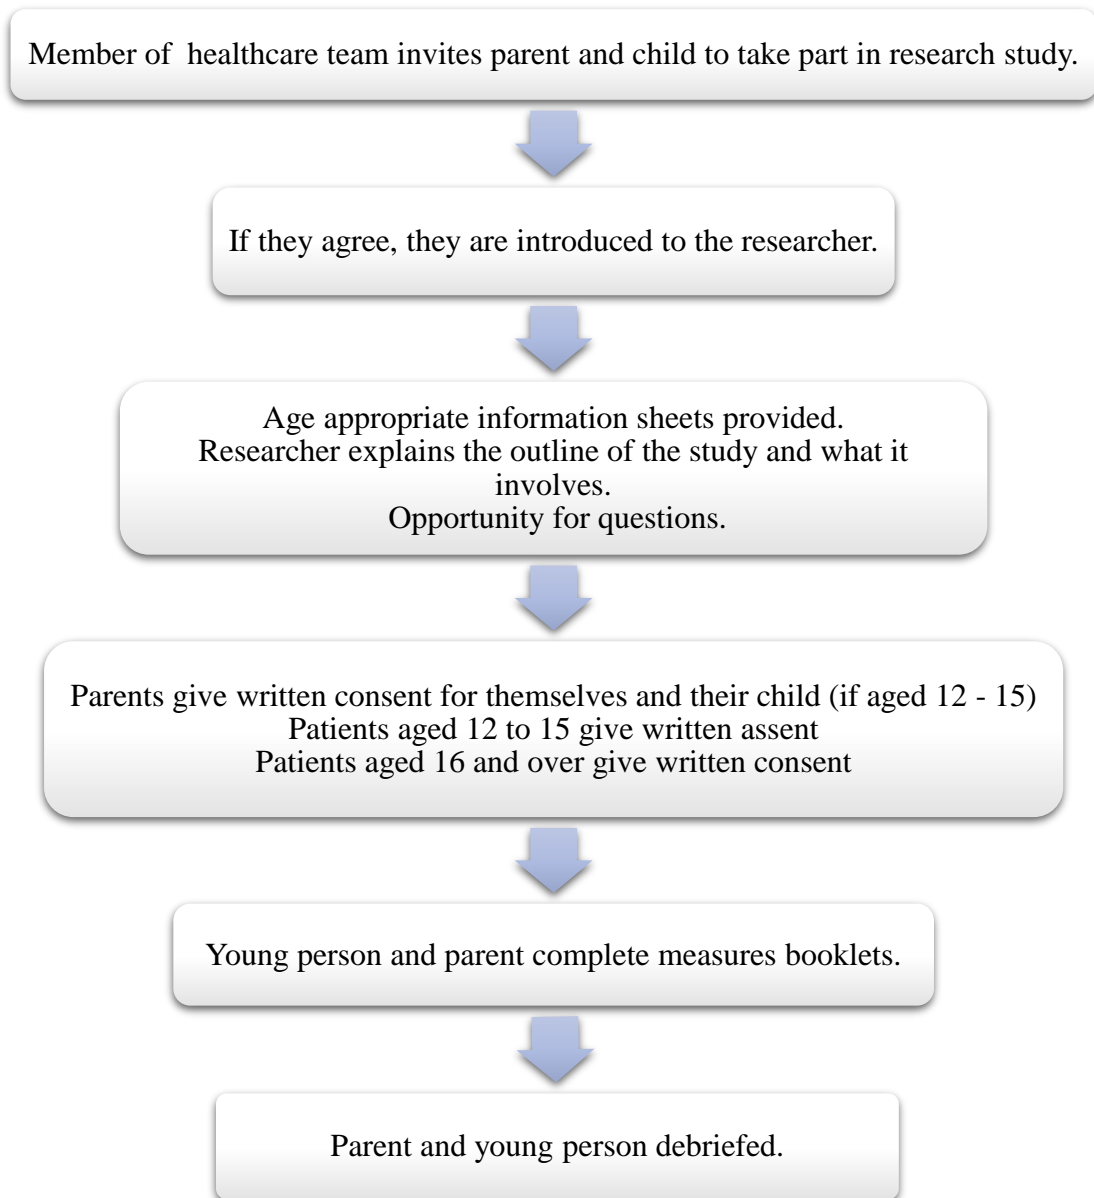 Member of  healthcare team invites parent and child to take part in research study.
If they agree, they are introduced to the researcher.
Age appropriate information sheets provided.
Researcher explains the outline of the study and what it
involves.
Opportunity for questions.
Parents give written consent for themselves and their child (if aged 12 - 15)
Patients aged 12 to 15 give written assent
Patients aged 16 and over give written consent
Young person and parent complete measures booklets.
Parent and young person debriefed.